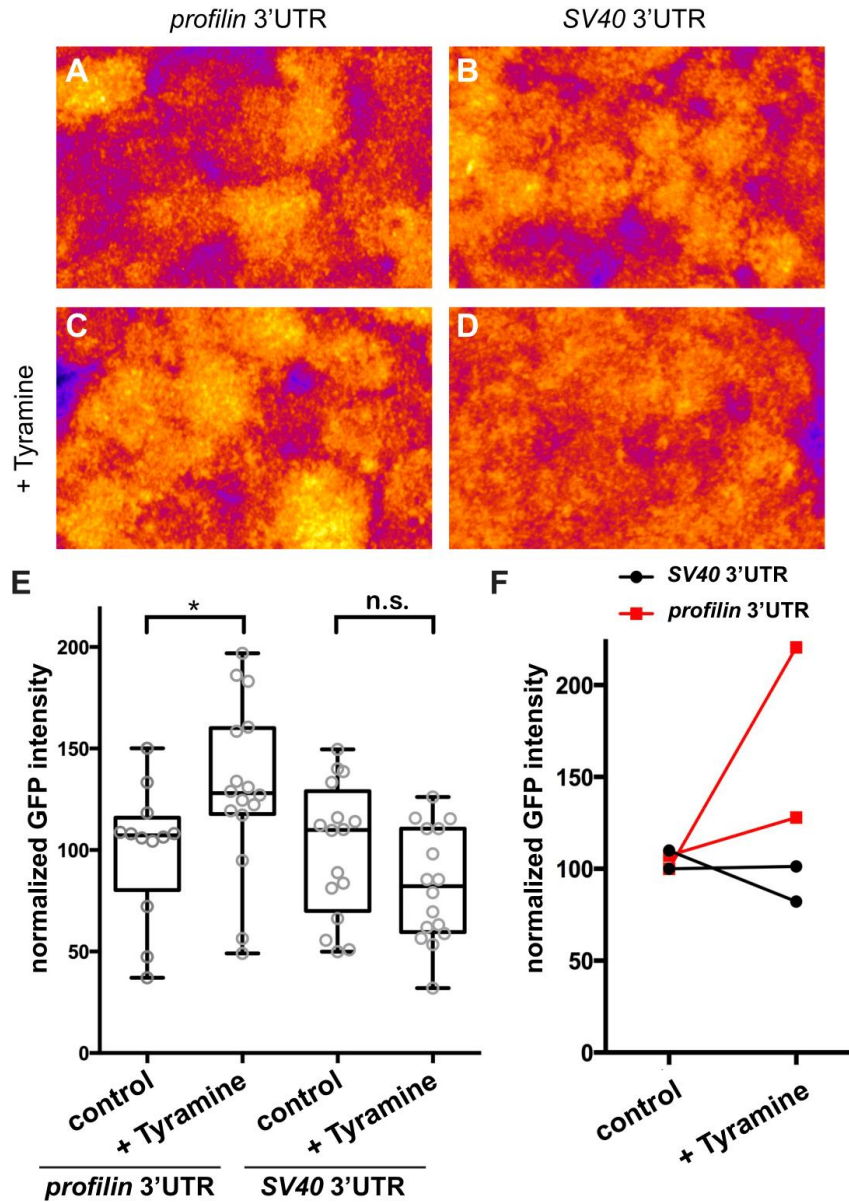 profilin 3’UTR
SV40 3’UTR
A
B
C
D
+ Tyramine
E
*
n.s.
200
150
100
50
0
normalized GFP intensity
control
+ Tyramine
control
+ Tyramine
profilin 3’UTR
SV40 3’UTR
F
SV40 3’UTR
profilin 3’UTR
200
150
100
50
0
normalized GFP intensity
control
+ Tyramine